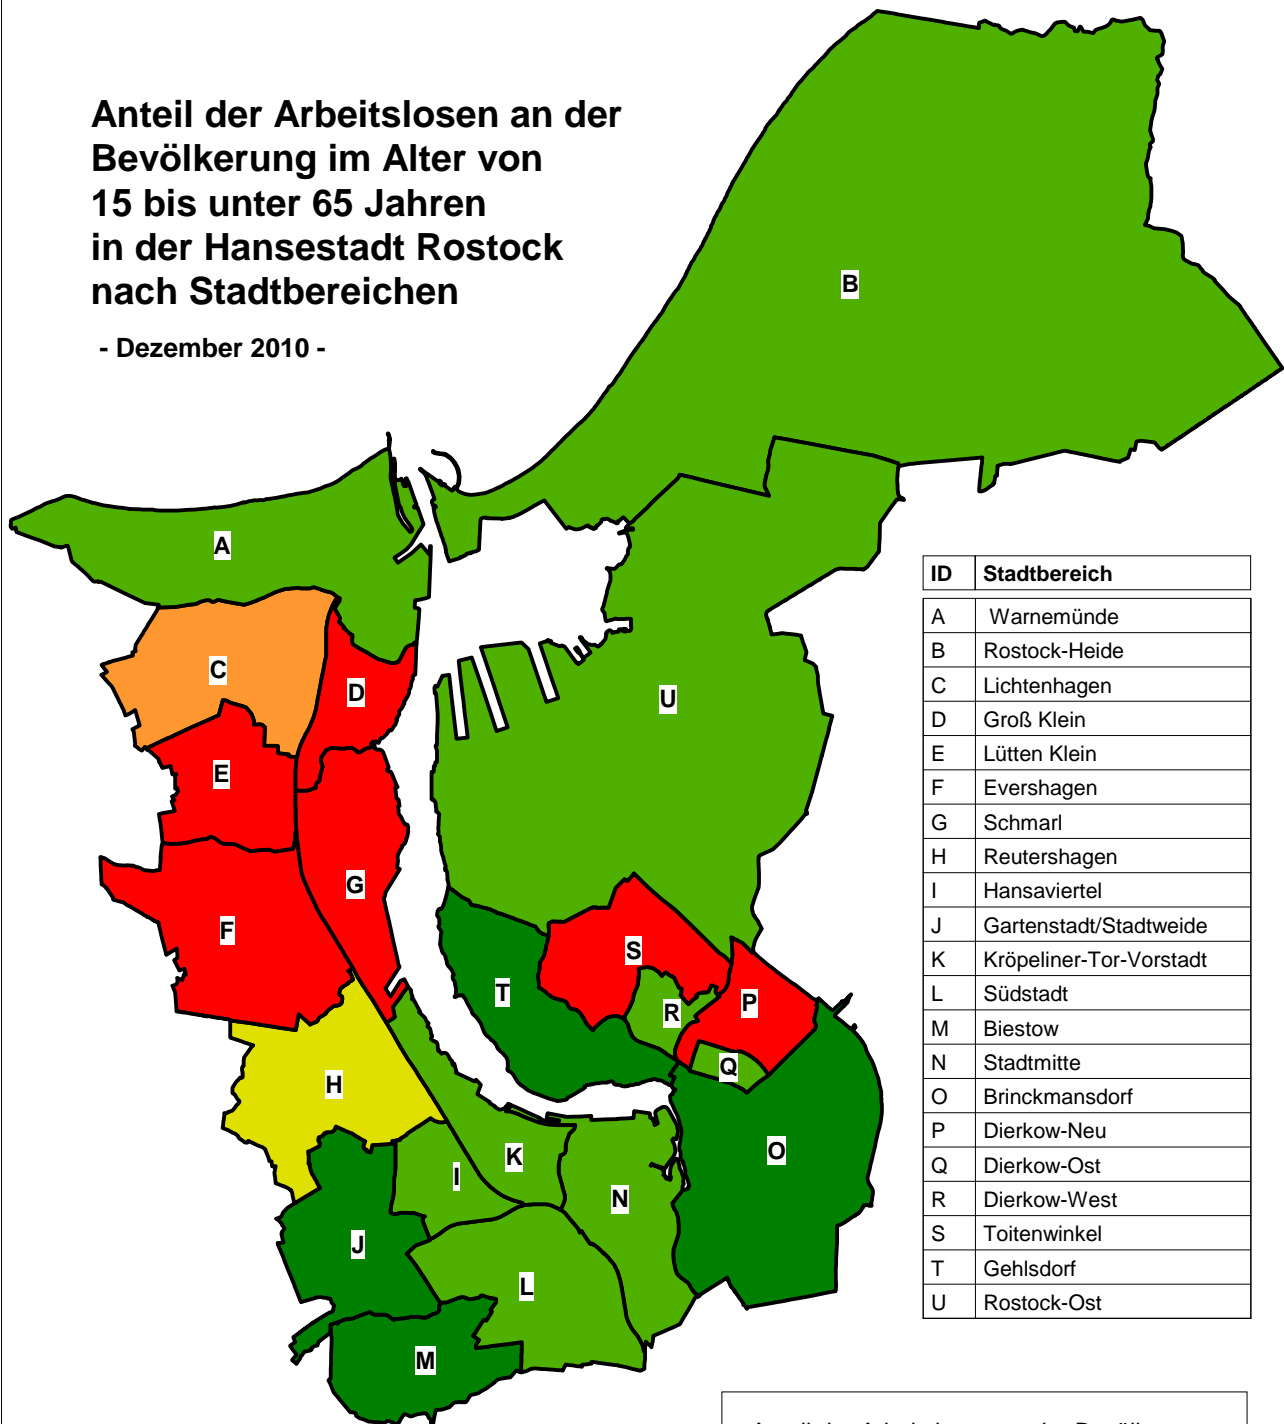 Anteil der Arbeitslosen an der
Bevölkerung im Alter von
15 bis unter 65 Jahren
in der Hansestadt Rostock
nach Stadtbereichen
- Dezember 2010 -
B
A
C
D
E
U
G
F
S
T
P
R
Q
H
K
I
O
N
J
L
M
ID Stadtbereich
A Warnemünde
B Rostock-Heide
C Lichtenhagen
D Groß Klein
E Lütten Klein
F Evershagen
G Schmarl
H Reutershagen
I Hansaviertel
J Gartenstadt/Stadtweide
K Kröpeliner-Tor-Vorstadt
L Südstadt
M Biestow
N Stadtmitte
O Brinckmansdorf
P Dierkow-Neu
Q Dierkow-Ost
R Dierkow-West
S Toitenwinkel
T Gehlsdorf
U Rostock-Ost